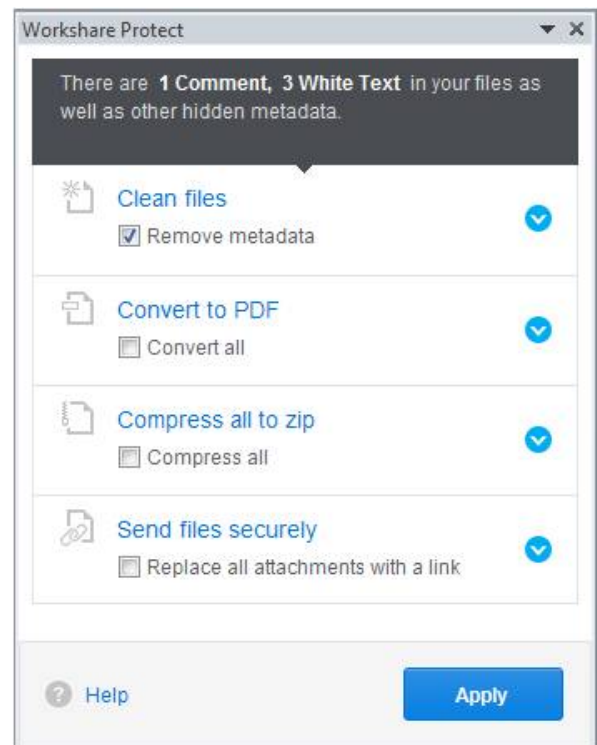 Workshare Protect
There are 1 Comment, 3 White Text in your files as
well as other hidden metadata.
Clean files
Remove metadata
Convert to PDF
Convert all
Compress all to zip
Compress all
Send files securely
Replace all attachments with a link
Help
Apply